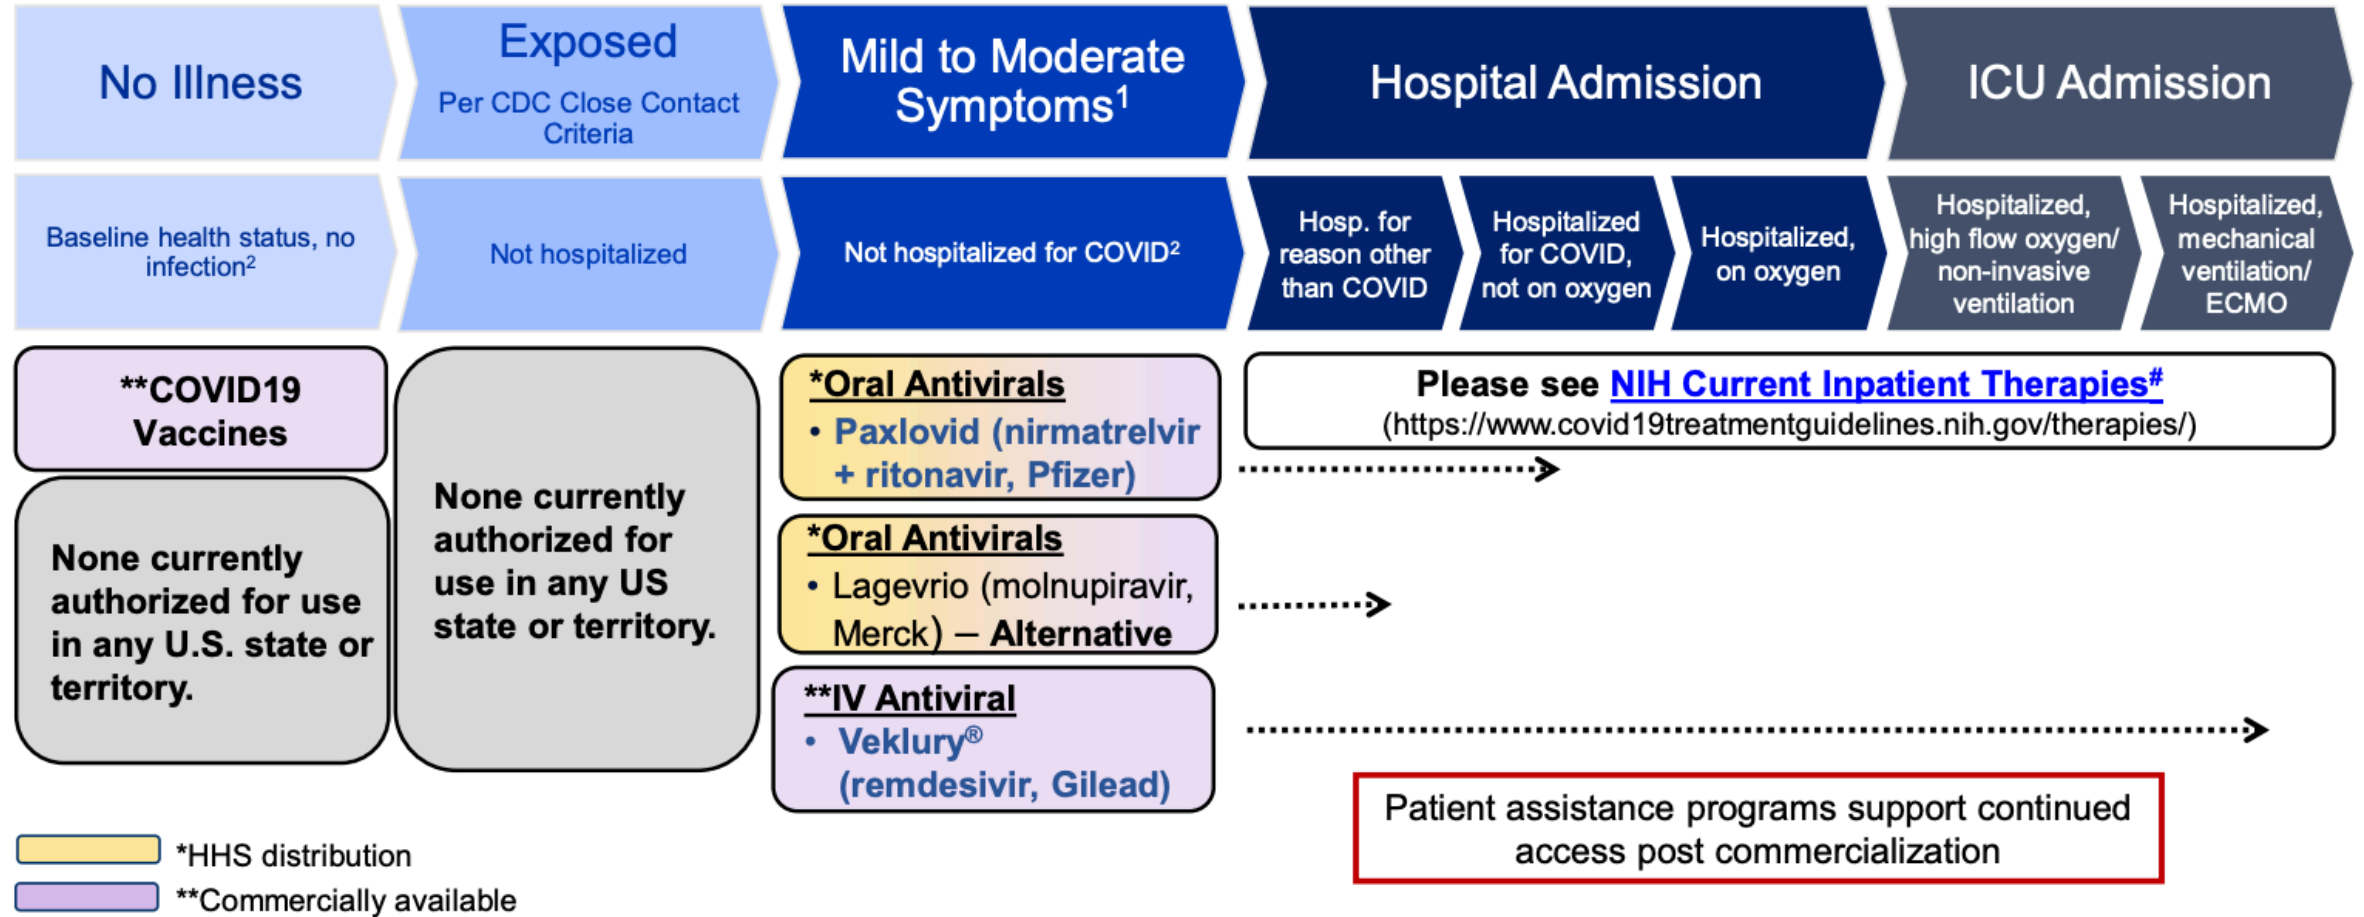 No Illness
Exposed
Per CDC Close Contact
Criteria
Mild to Moderate
Symptoms¹
Hospital Admission
ICU Admission
Baseline health status, no
infection²
Not hospitalized
Not hospitalized for COVID²
Hosp. for
reason other
than COVID
Hospitalized
for COVID,
not on oxygen
Hospitalized,
on oxygen
Hospitalized,
high flow oxygen/
non-invasive
ventilation
Hospitalized,
mechanical
ventilation/
ECMO
**COVID19
Vaccines
None currently
authorized for use
in any U.S. state or
territory.
None currently
authorized for
use in any US
state or territory.
*Oral Antivirals
• Paxlovid (nirmatrelvir
+ ritonavir, Pfizer)
*Oral Antivirals
• Lagevrio (molnupiravir,
Merck) – Alternative
**IV Antiviral
• Veklury®
(remdesivir, Gilead)
Please see NIH Current Inpatient Therapies#
(https://www.covid19treatmentguidelines.nih.gov/therapies/)
Patient assistance programs support continued
access post commercialization
*HHS distribution
**Commercially available